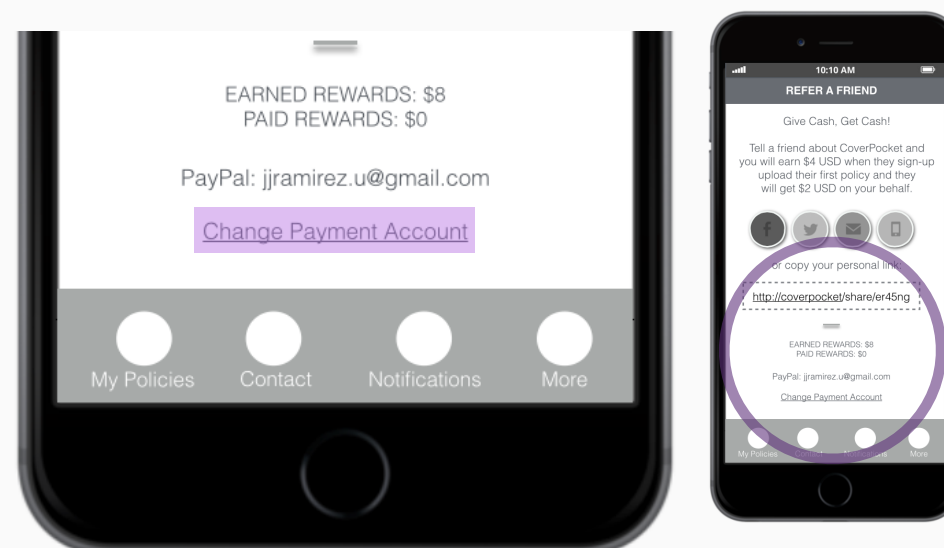 EARNED REWARDS: $8
PAID REWARDS: $0
PayPal: jjramirez.u@gmail.com
Change Payment Account
My Policies
Contact
Notifications
More
10:10 AM
REFER A FRIEND
Give Cash, Get Cash!
Tell a friend about CoverPocket and
you will earn $4 USD when they sign-up
upload their first policy and they
will get $2 USD on your behalf.
or copy your personal link:
http://coverpocket/share/er45ng
EARNED REWARDS: $8
PAID REWARDS: $0
PayPal: jjramirez.u@gmail.com
Change Payment Account
My Policies
Contact
Notifications
More